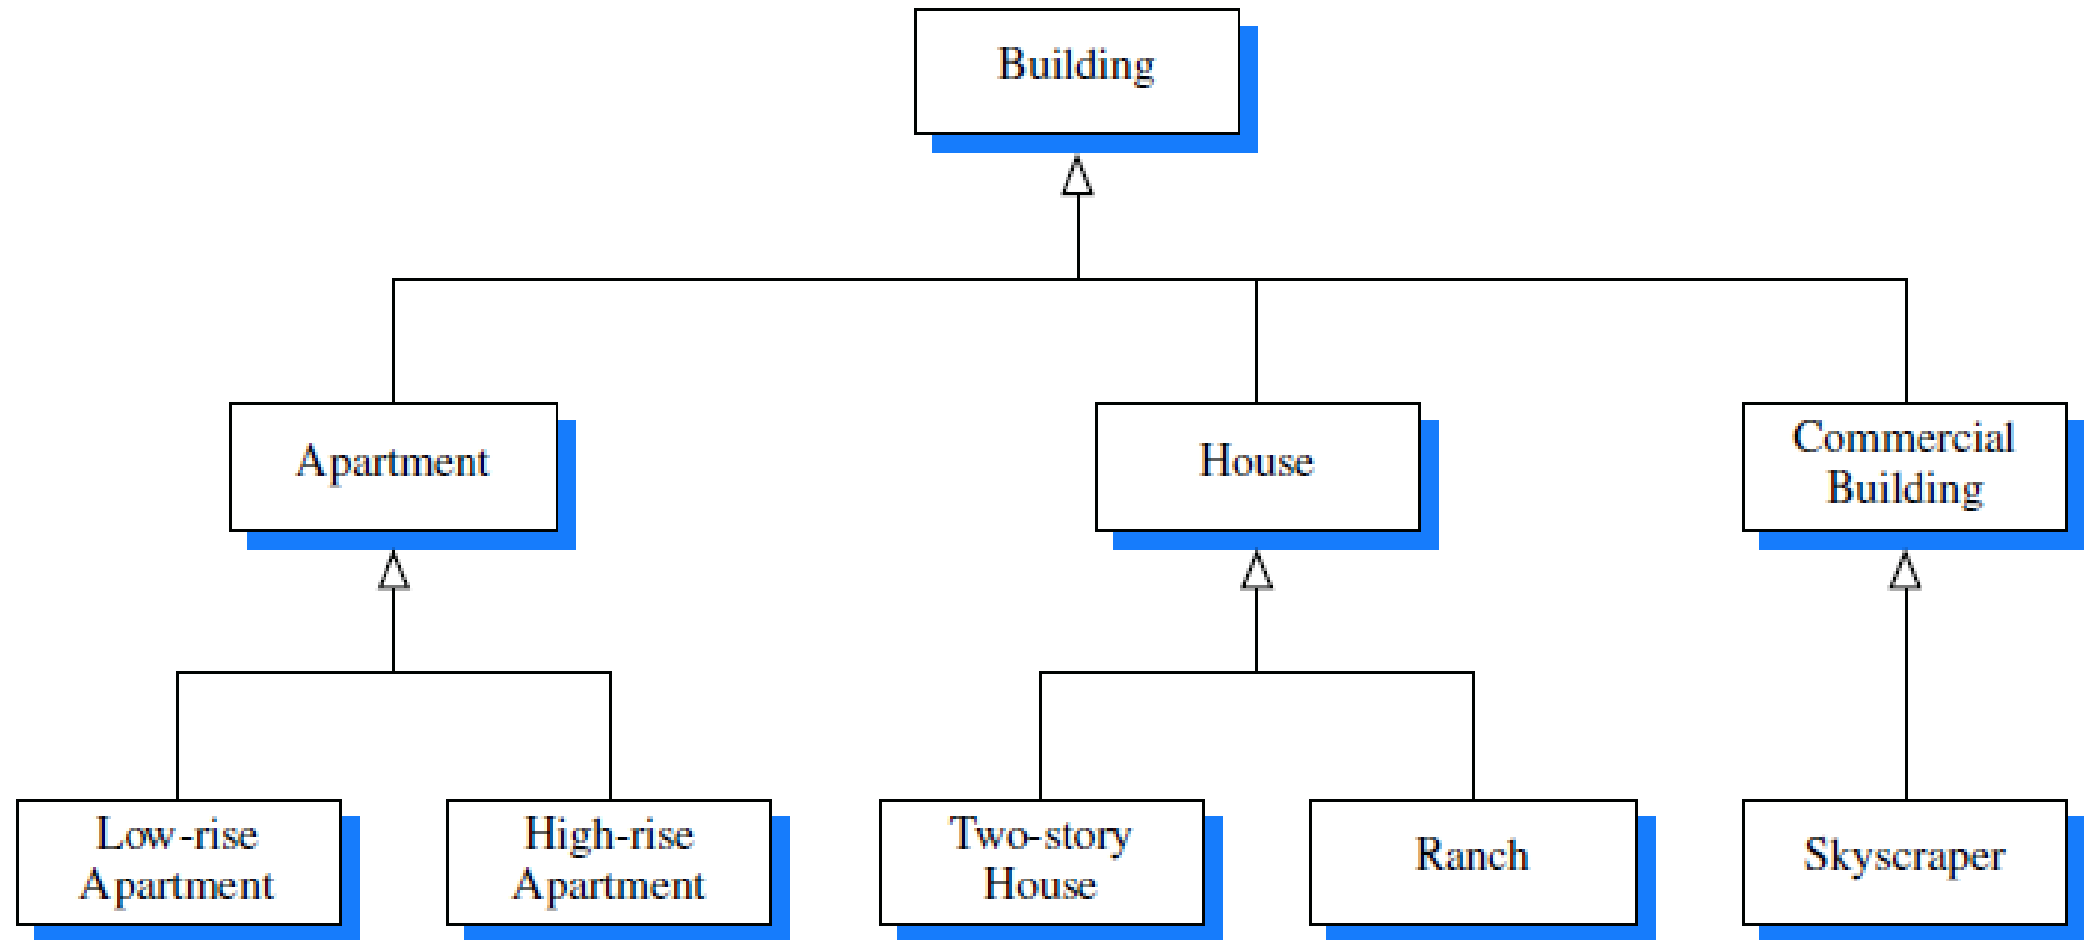 Building
Apartment
House
Commercial
Building
Low-rise
Apartment
High-rise
Apartment
Two-story
House
Ranch
Skyscraper